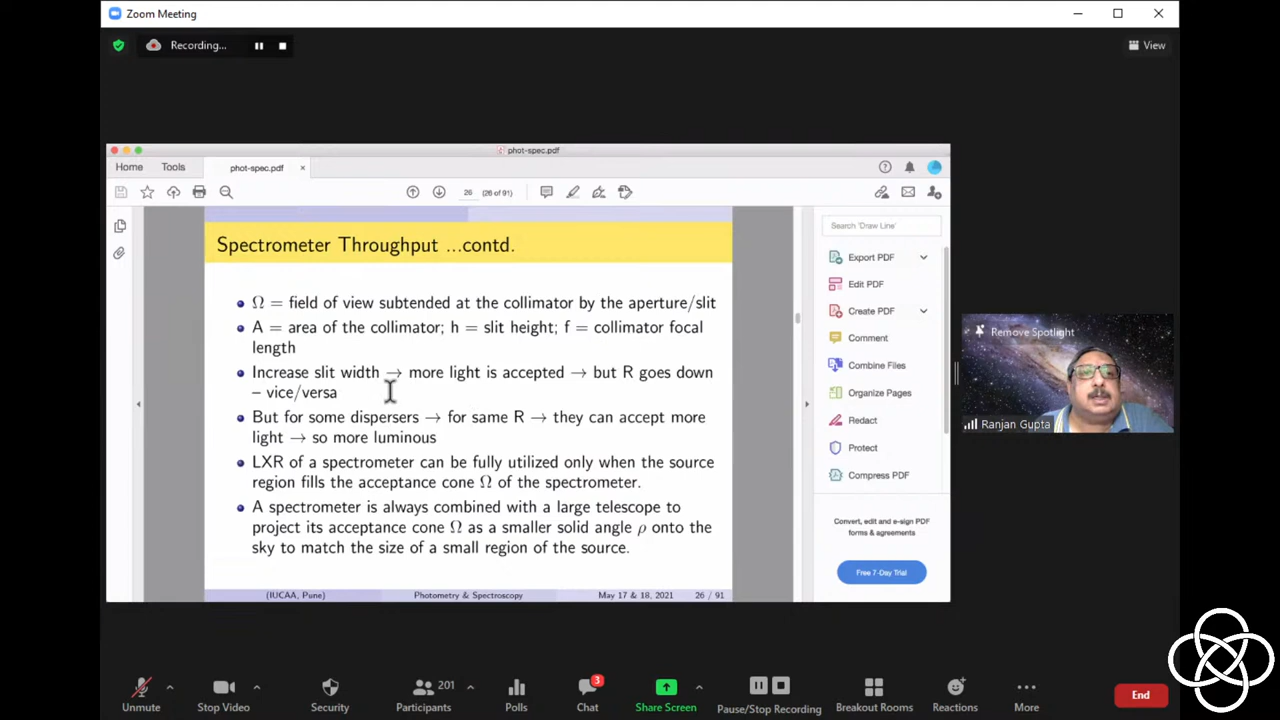 Zoom Meeting
Recording...
View
phot-spec.pdf
Home
Tools
phot-spec.pdf
×
26
(26 of 91)
Spectrometer Throughput ...contd.
Ω = field of view subtended at the collimator by the aperture/slit
A = area of the collimator; h = slit height; f = collimator focal
length
Increase slit width → more light is accepted → but R goes down
– vice/versa
But for some dispersers → for same R → they can accept more
light → so more luminous
LXR of a spectrometer can be fully utilized only when the source
region fills the acceptance cone Ω of the spectrometer.
A spectrometer is always combined with a large telescope to
project its acceptance cone Ω as a smaller solid angle ρ onto the
sky to match the size of a small region of the source.
(IUCAA, Pune)
Photometry & Spectroscopy
May 17 & 18, 2021
26 / 91
Search 'Draw Line'
Export PDF
Edit PDF
Create PDF
Comment
Combine Files
Organize Pages
Redact
Protect
Compress PDF
Convert, edit and e-sign PDF
forms & agreements
Free 7-Day Trial
Remove Spotlight
Ranjan Gupta
Unmute
Stop Video
Security
201
Participants
Polls
3
Chat
Share Screen
Pause/Stop Recording
Breakout Rooms
Reactions
More
End